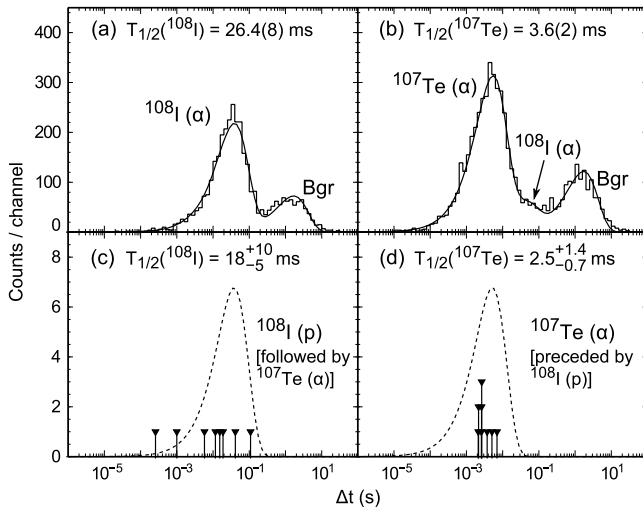 (a) T₁/₂(¹⁰⁸I) = 26.4(8) ms
(b) T₁/₂(¹⁰⁷Te) = 3.6(2) ms
400
300
200
100
0
¹⁰⁸I (α)
Bgr
¹⁰⁷Te (α)
¹⁰⁸I (α)
Bgr
Counts / channel
(c) T₁/₂(¹⁰⁸I) = 18⁺¹⁰₋₅ ms
(d) T₁/₂(¹⁰⁷Te) = 2.5⁺¹·⁴₋₀.₇ ms
8
6
4
2
0
¹⁰⁸I (p)
[followed by
¹⁰⁷Te (α)]
¹⁰⁷Te (α)
[preceded by
¹⁰⁸I (p)]
10⁻⁵ 10⁻³ 10⁻¹ 10¹ 10⁻⁵ 10⁻³ 10⁻¹ 10¹
Δt (s)